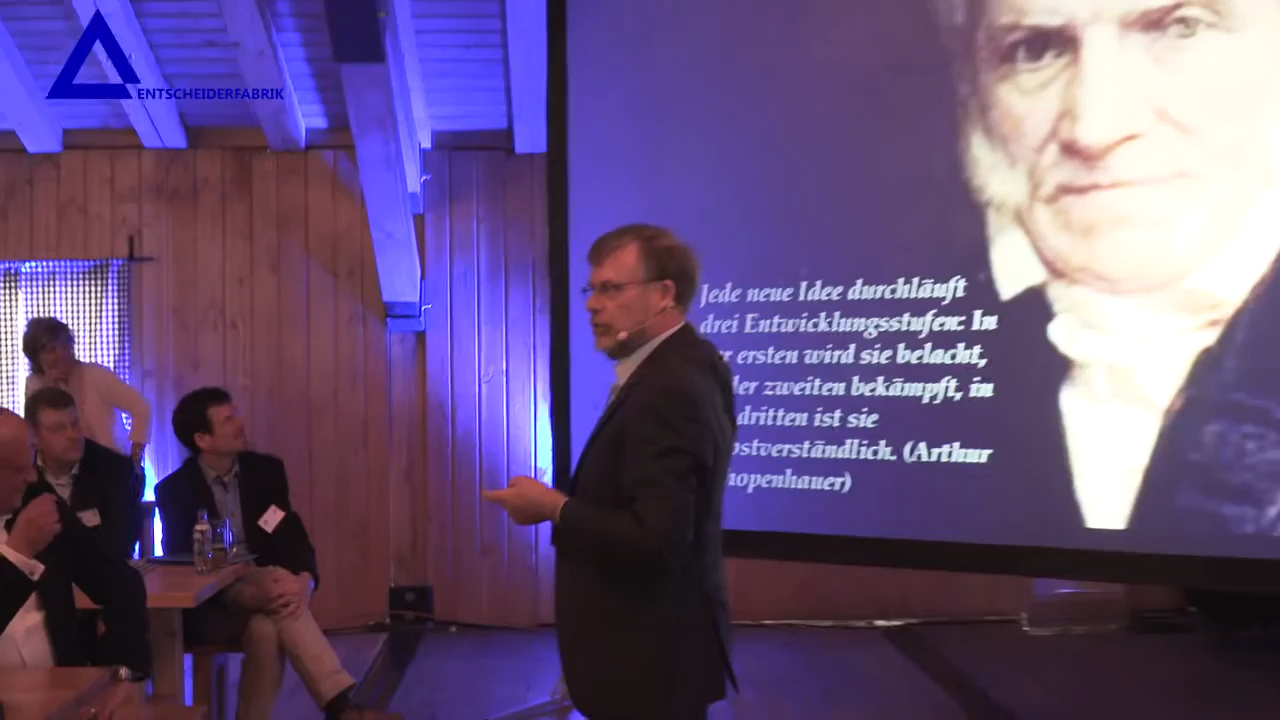 ENTSCHEIDERFABRIK
Jede neue Idee durchläuft
drei Entwicklungsstufen: In
ersten wird sie belacht,
der zweiten bekämpft, in
dritten ist sie
(Arthur